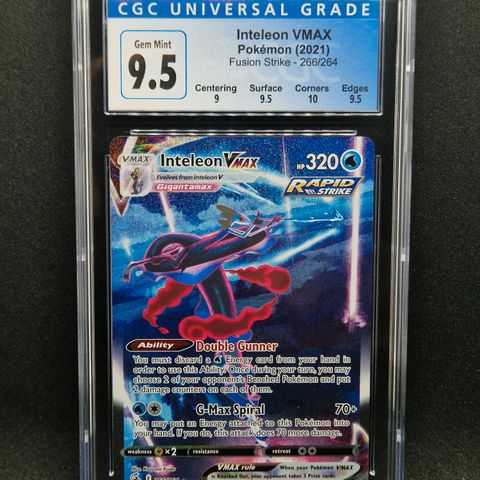 CGC UNIVERSAL GRADE
Gem Mint
9.5
Inteleon VMAX
Pokémon (2021)
Fusion Strike - 266/264
Centering Surface Corners Edges
9 9.5 10 9.5
VMAX
Inteleon VMAX
HP 320
Evolves from Inteleon V
Gigantamax
RAPID
STRIKE
Ability Double Gunner
You must discard a Energy card from your hand in
order to use this Ability. Once during your turn, you may
choose 2 of your opponent's Benched Pokémon and put
2 damage counters on each of them.
G-Max Spiral 70+
You may put an Energy attached to this Pokémon into
your hand. If you do, this attack does 70 more damage.
weakness ×2 resistance retreat
VMAX rule When your Pokémon VMAX
is Knocked Out, your opponent takes 3 Prize cards.